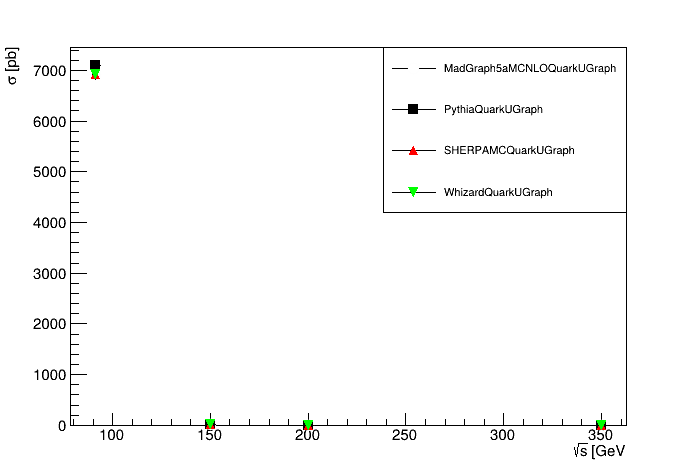 σ [pb]
7000
6000
5000
4000
3000
2000
1000
0
MadGraph5aMCNLOQuarkUGraph
PythiaQuarkUGraph
SHERPAMCQuarkUGraph
WhizardQuarkUGraph
100 150 200 250 300 350
√s [GeV